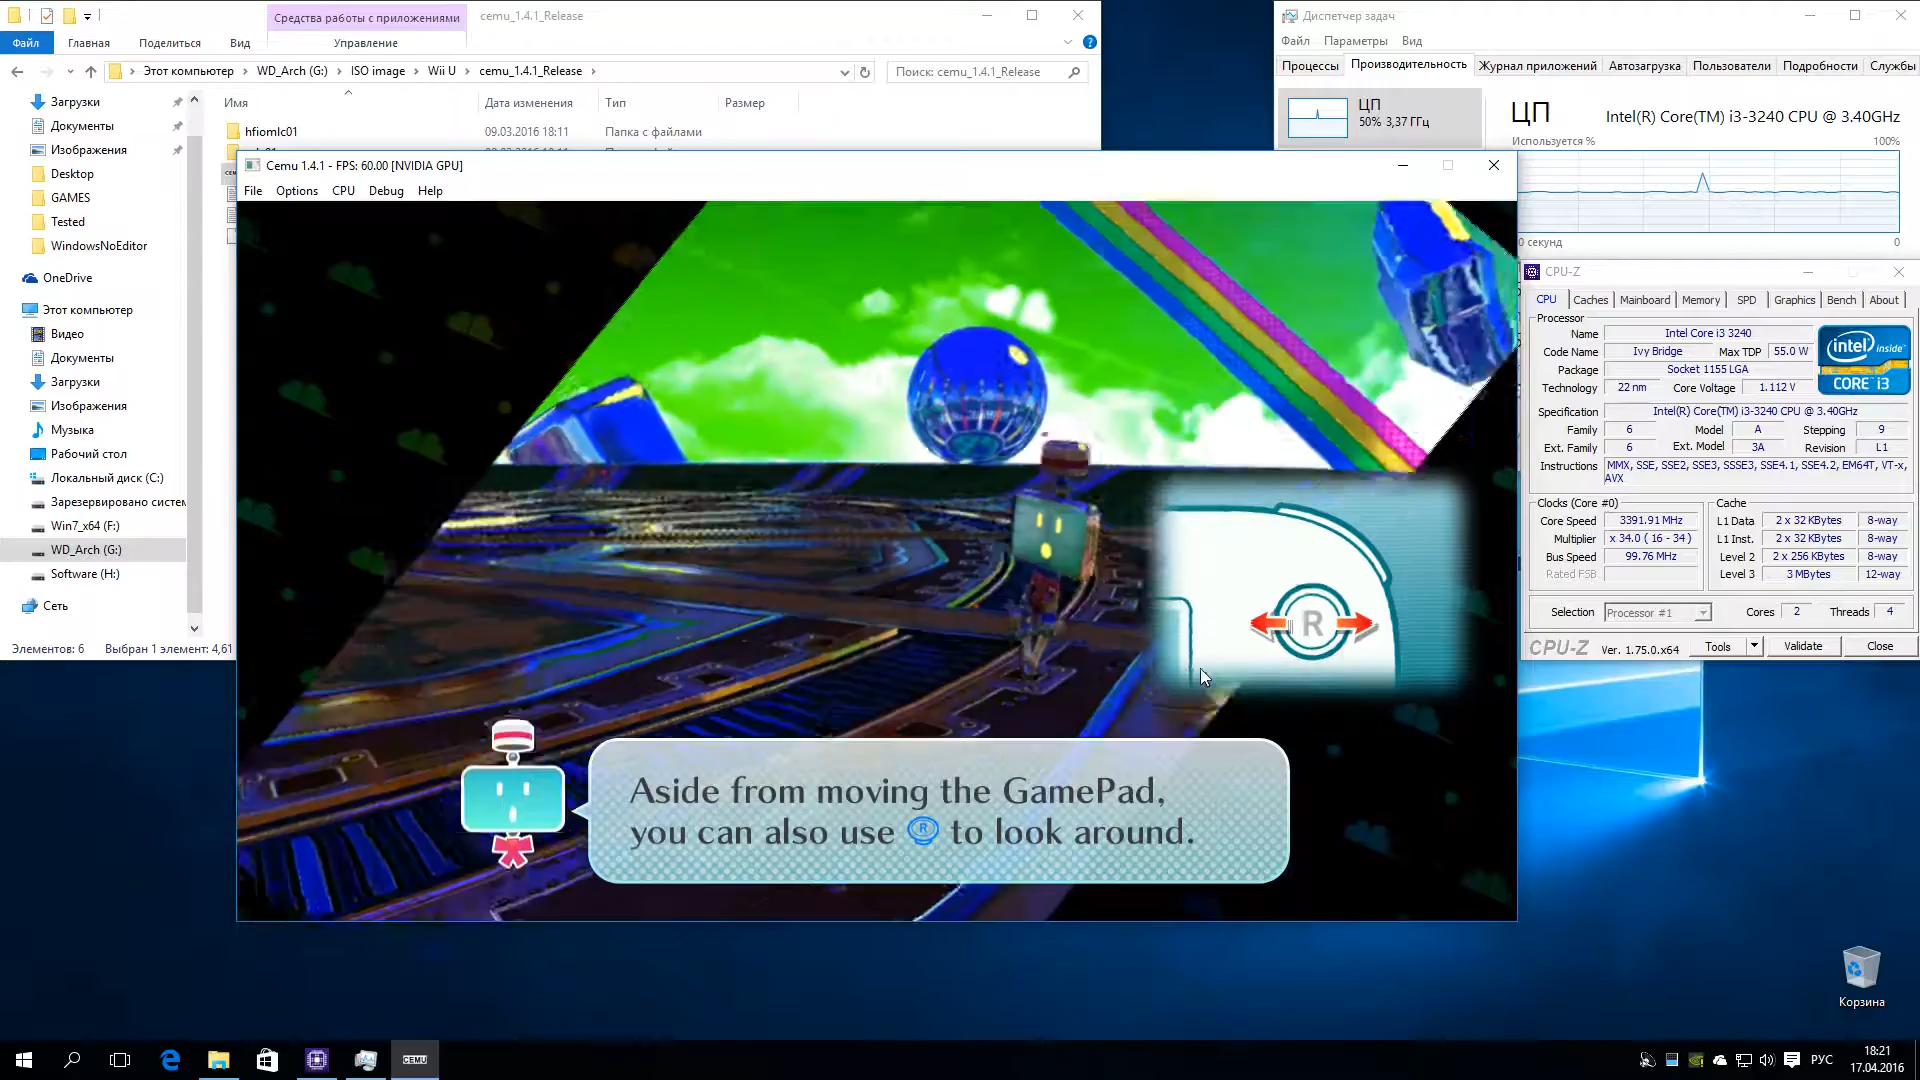 Средства работы с приложениями
cemu_1.4.1_Release
Файл
Главная
Поделиться
Вид
Управление
Этот компьютер
WD_Arch (G:)
ISO image
Wii U
cemu_1.4.1_Release
Поиск: cemu_1.4.1_Release
Имя
Дата изменения
Тип
Размер
hfiomlc01
09.03.2016 18:11
Папка с файлами
Загрузки
Документы
Изображения
Desktop
GAMES
Tested
WindowsNoEditor
OneDrive
Этот компьютер
Видео
Документы
Загрузки
Изображения
Музыка
Рабочий стол
Локальный диск (C:)
Зарезервировано систем
Win7_x64 (F:)
WD_Arch (G:)
Software (H:)
Сеть
Элементов: 6
Выбран 1 элемент: 4,61
Cemu 1.4.1 - FPS: 60.00 [NVIDIA GPU]
File
Options
CPU
Debug
Help
R
Aside from moving the GamePad,
you can also use R to look around.
Диспетчер задач
Файл
Параметры
Вид
Процессы
Производительность
Журнал приложений
Автозагрузка
Пользователи
Подробности
Службы
ЦП
50% 3,37 ГГц
ЦП
Intel(R) Core(TM) i3-3240 CPU @ 3.40GHz
Используется %
100%
0 секунд
0
CPU-Z
CPU
Caches
Mainboard
Memory
SPD
Graphics
Bench
About
Processor
Name
Intel Core i3 3240
Code Name
Ivy Bridge
Max TDP
55.0 W
Package
Socket 1155 LGA
Technology
22 nm
Core Voltage
1.112 V
intel inside
CORE i3
Specification
Intel(R) Core(TM) i3-3240 CPU @ 3.40GHz
Family
6
Model
A
Stepping
9
Ext. Family
6
Ext. Model
3A
Revision
L1
Instructions
MMX, SSE, SSE2, SSE3, SSSE3, SSE4.1, SSE4.2, EM64T, VT-x,
AVX
Clocks (Core #0)
Core Speed
3391.91 MHz
Multiplier
x 34.0 ( 16 - 34 )
Bus Speed
99.76 MHz
Rated FSB
Cache
L1 Data
2 x 32 KBytes
8-way
L1 Inst.
2 x 32 KBytes
8-way
Level 2
2 x 256 KBytes
8-way
Level 3
3 MBytes
12-way
Selection
Processor #1
Cores
2
Threads
4
CPU-Z
Ver. 1.75.0.x64
Tools
Validate
Close
Корзина
CEMU
РУС
18:21
17.04.2016